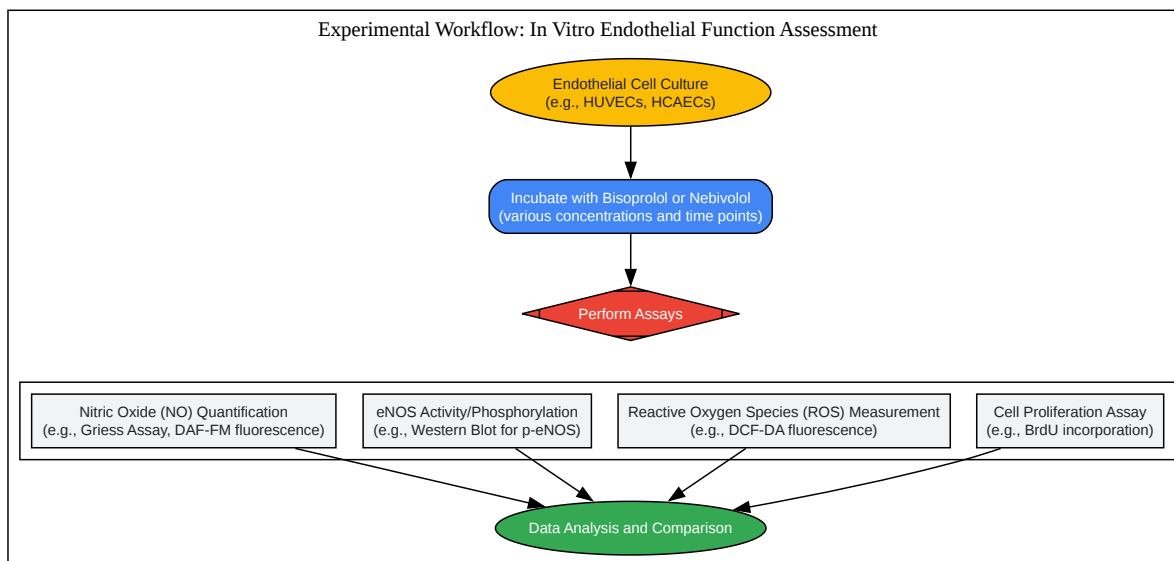 Experimental Workflow: In Vitro Endothelial Function Assessment
Endothelial Cell Culture
(e.g., HUVECs, HCAECs)
Incubate with Bisoprolol or Nebivolol
(various concentrations and time points)
Perform Assays
Nitric Oxide (NO) Quantification
(e.g., Griess Assay, DAF-FM fluorescence)
eNOS Activity/Phosphorylation
(e.g., Western Blot for p-eNOS)
Reactive Oxygen Species (ROS) Measurement
(e.g., DCF-DA fluorescence)
Cell Proliferation Assay
(e.g., BrdU incorporation)
Data Analysis and Comparison